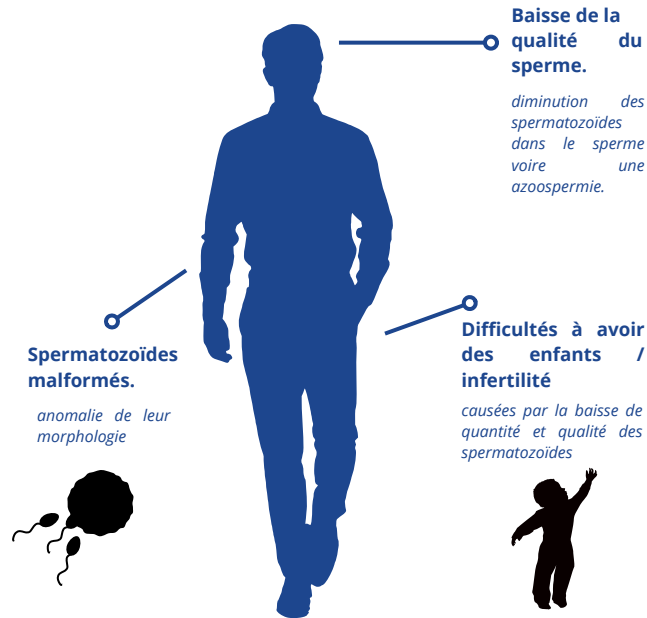 Baisse de la
qualité du
sperme.
diminution des
spermatozoïdes
dans le sperme
voire une
azoospermie.
Difficultés à avoir
des enfants /
infertilité
causées par la baisse de
quantité et qualité des
spermatozoïdes
Spermatozoïdes
malformés.
anomalie de leur
morphologie